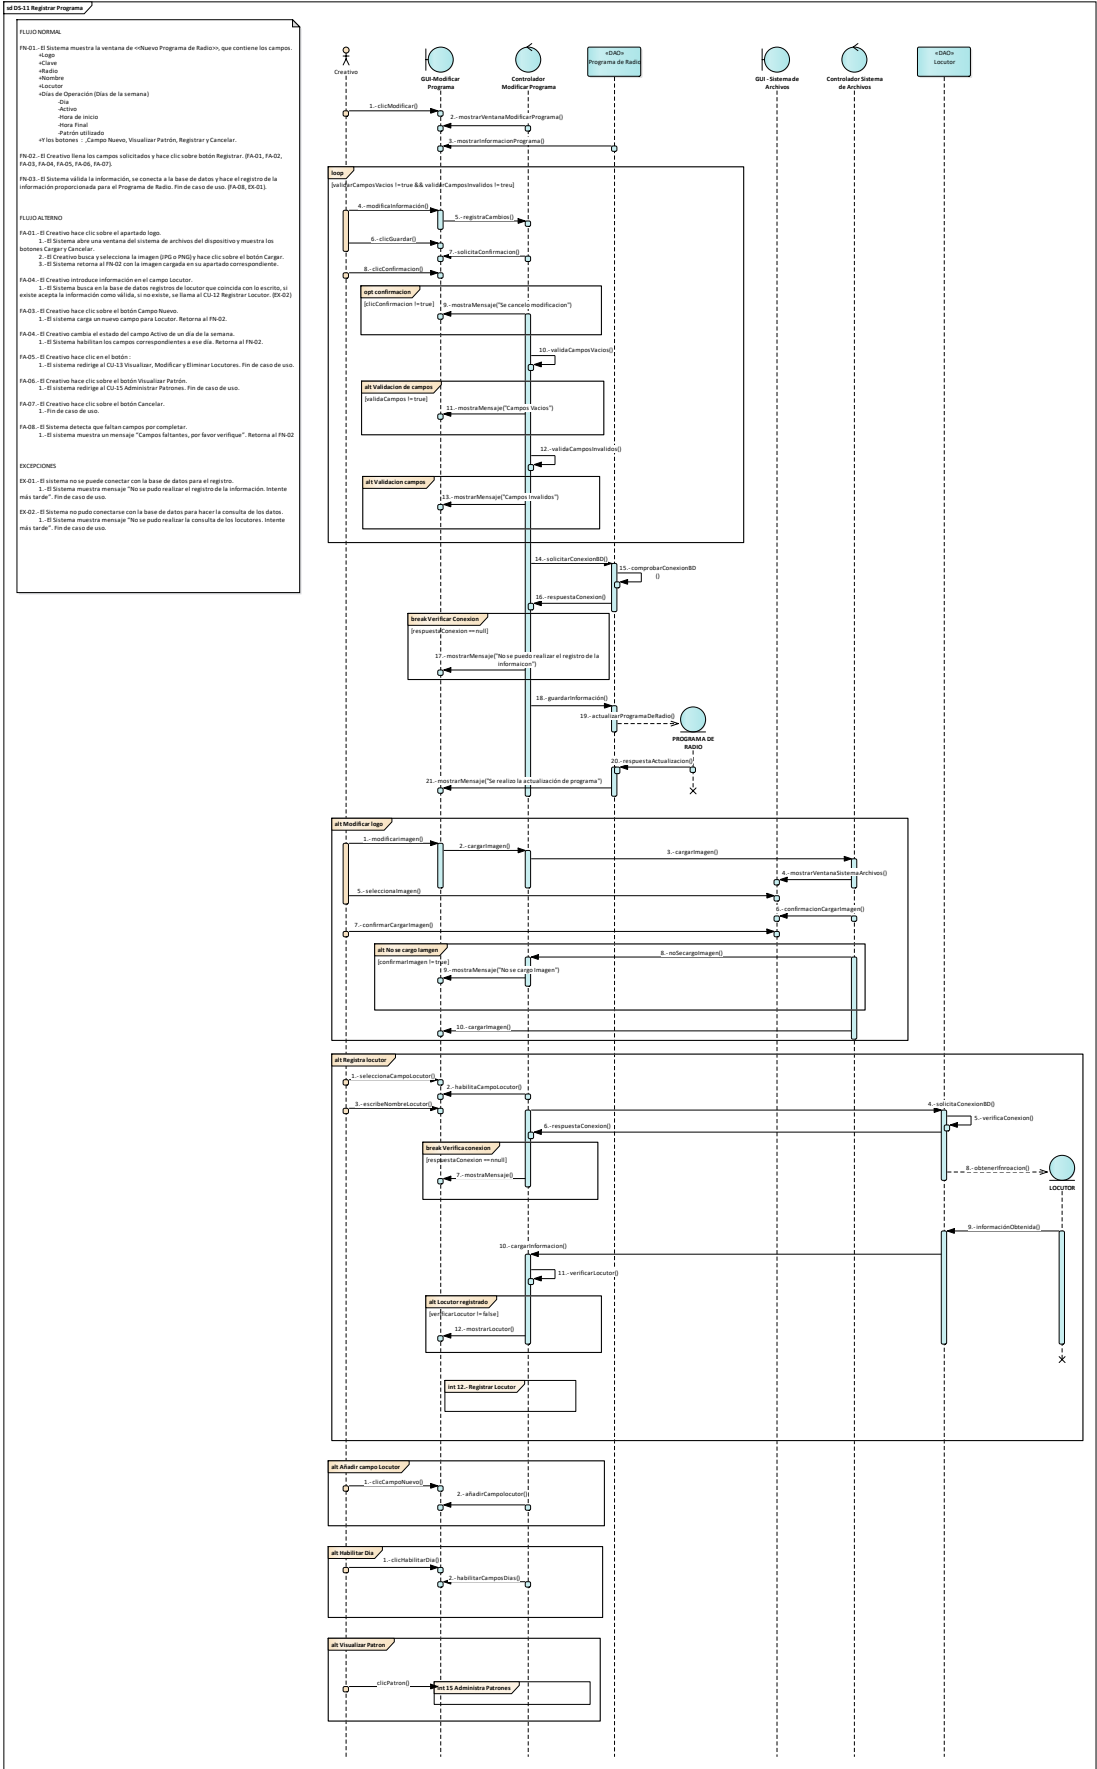 sd DS-11 Registrar Programa
FLUJO NORMAL
FN-01.- El Sistema muestra la ventana de <<Nuevo Programa de Radio>>, que contiene los campos.
+Logo
+Clave
+Radio
+Nombre
+Locutor
+Días de Operación (Días de la semana)
-Dia
-Activo
-Hora de inicio
-Hora Final
-Patrón utilizado
+Y los botones : ,Campo Nuevo, Visualizar Patrón, Registrar y Cancelar.
FN-02.- El Creativo llena los campos solicitados y hace clic sobre botón Registrar. (FA-01, FA-02,
FA-03, FA-04, FA-05, FA-06, FA-07).
FN-03.- El Sistema válida la información, se conecta a la base de datos y hace el registro de la
información proporcionada para el Programa de Radio. Fin de caso de uso. (FA-08, EX-01).
FLUJO ALTERNO
FA-01.- El Creativo hace clic sobre el apartado logo.
1.- El Sistema abre una ventana del sistema de archivos del dispositivo y muestra los
botones Cargar y Cancelar.
2.- El Creativo busca y selecciona la imagen (JPG o PNG) y hace clic sobre el botón Cargar.
3.- El Sistema retorna al FN-02 con la imagen cargada en su apartado correspondiente.
FA-04.- El Creativo introduce información en el campo Locutor.
1.- El Sistema busca en la base de datos registros de locutor que coincida con lo escrito, si
existe acepta la información como válida, si no existe, se llama al CU-12 Registrar Locutor. (EX-02)
FA-03.- El Creativo hace clic sobre el botón Campo Nuevo.
1.- El sistema carga un nuevo campo para Locutor. Retorna al FN-02.
FA-04.- El Creativo cambia el estado del campo Activo de un día de la semana.
1.- El Sistema habilitan los campos correspondientes a ese día. Retorna al FN-02.
FA-05.- El Creativo hace clic en el botón :
1.- El sistema redirige al CU-13 Visualizar, Modificar y Eliminar Locutores. Fin de caso de uso.
FA-06.- El Creativo hace clic sobre el botón Visualizar Patrón.
1.- El sistema redirige al CU-15 Administrar Patrones. Fin de caso de uso.
FA-07.- El Creativo hace clic sobre el botón Cancelar.
1.- Fin de caso de uso.
FA-08.- El Sistema detecta que faltan campos por completar.
1.- El sistema muestra un mensaje "Campos faltantes, por favor verifique". Retorna al FN-02
EXCEPCIONES
EX-01.- El sistema no se puede conectar con la base de datos para el registro.
1.- El Sistema muestra mensaje "No se pudo realizar el registro de la información. Intente
más tarde". Fin de caso de uso.
EX-02.- El Sistema no pudo conectarse con la base de datos para hacer la consulta de los datos.
1.- El Sistema muestra mensaje "No se pudo realizar la consulta de los locutores. Intente
más tarde". Fin de caso de uso.
Creativo
GUI-Modificar
Programa
Controlador
Modificar Programa
«DAO»
Programa de Radio
GUI - Sistema de
Archivos
Controlador Sistema
de Archivos
«DAO»
Locutor
1.- clicModificar()
2.- mostrarVentanaModificarPrograma()
3.- mostrarInformacionPrograma()
loop
[validarCamposVacios !=true && validarCamposInvalidos !=treu]
4.- modificaInformación()
5.- registraCambios()
6.- clicGuardar()
7.- solicitaConfirmacion()
8.- clicConfirmacion()
opt confirmacion
[clicConfirmacion !=true]
9.- mostraMensaje("Se cancelo modificacion")
10.- validaCamposVacios()
alt Validacion de campos
[validaCampos != true]
11.- mostraMensaje("Campos Vacios")
12.- validaCamposInvalidos()
alt Validacion campos
13.- mostrarMensaje("Campos Invalidos")
14.- solicitarConexionBD()
15.- comprobarConexionBD
()
16.- respuestaConexion()
break Verificar Conexion
[respuestaConexion ==null]
17.- mostrarMensaje("No se puedo realizar el registro de la
informaicon")
18.- guardarInformación()
19.- actualizarProgramaDeRadio()
PROGRAMA DE
RADIO
20.- respuestaActualizacion()
21.- mostrarMensaje("Se realizo la actualización de programa")
alt Modificar logo
1.- modificarimagen()
2.- cargarImagen()
3.- cargarImagen()
4.- mostrarVentanaSistemaArchivos()
5.- seleccionaImagen()
6.- confirmacionCargarImagen()
7.- confirmarCargarImagen()
alt No se cargo Iamgen
[confirmarImagen != true]
8.- noSecargoImagen()
9.- mostraMensaje("No se cargo Imagen")
10.- cargarImagen()
alt Registra locutor
1.- seleccionaCampoLocutor()
2.- habilitaCampoLocutor()
3.- escribeNombreLocutor()
4.- solicitaConexionBD()
5.- verificaConexion()
6.- respuestaConexion()
break Verifica conexion
[respuestaConexion ==nnull]
7.- mostraMensaje()
8.- obtenerIfnroacion()
LOCUTOR
9.- informaciónObtenida()
10.- cargarInformacion()
11.- verificarLocutor()
alt Locutor registrado
[verificarLocutor !=false]
12.- mostrarLocutor()
int 12.- Registrar Locutor
alt Añadir campo Locutor
1.- clicCampoNuevo()
2.- añadirCampolocutor()
alt Habilitar Dia
1.- clicHabilitarDia()
2.- habilitarCamposDias()
alt Visualizar Patron
clicPatron()
int 15 Administra Patrones